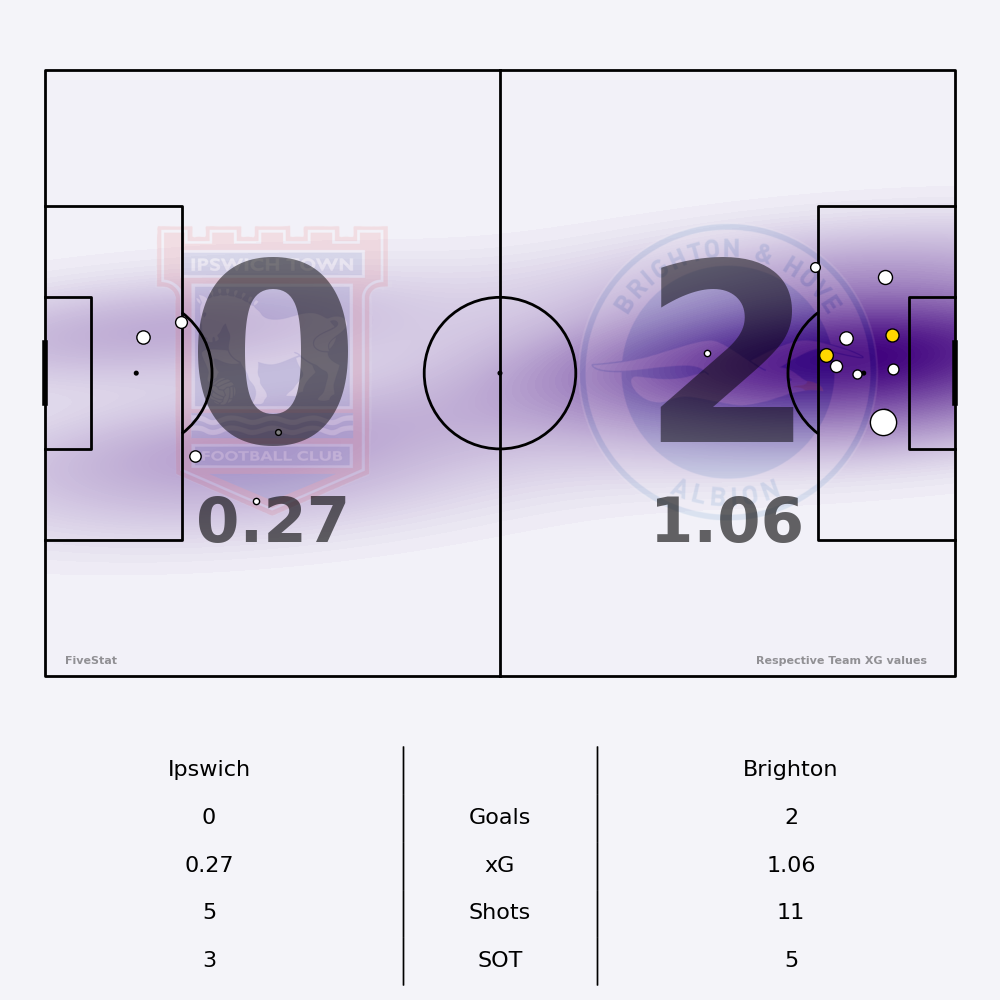 IPSWICH TOWN
FOOTBALL CLUB
BRIGHTON & HOVE
ALBION
0
2
0.27
1.06
FiveStat
Respective Team XG values
Ipswich Brighton
0 Goals 2
0.27 xG 1.06
5 Shots 11
3 SOT 5